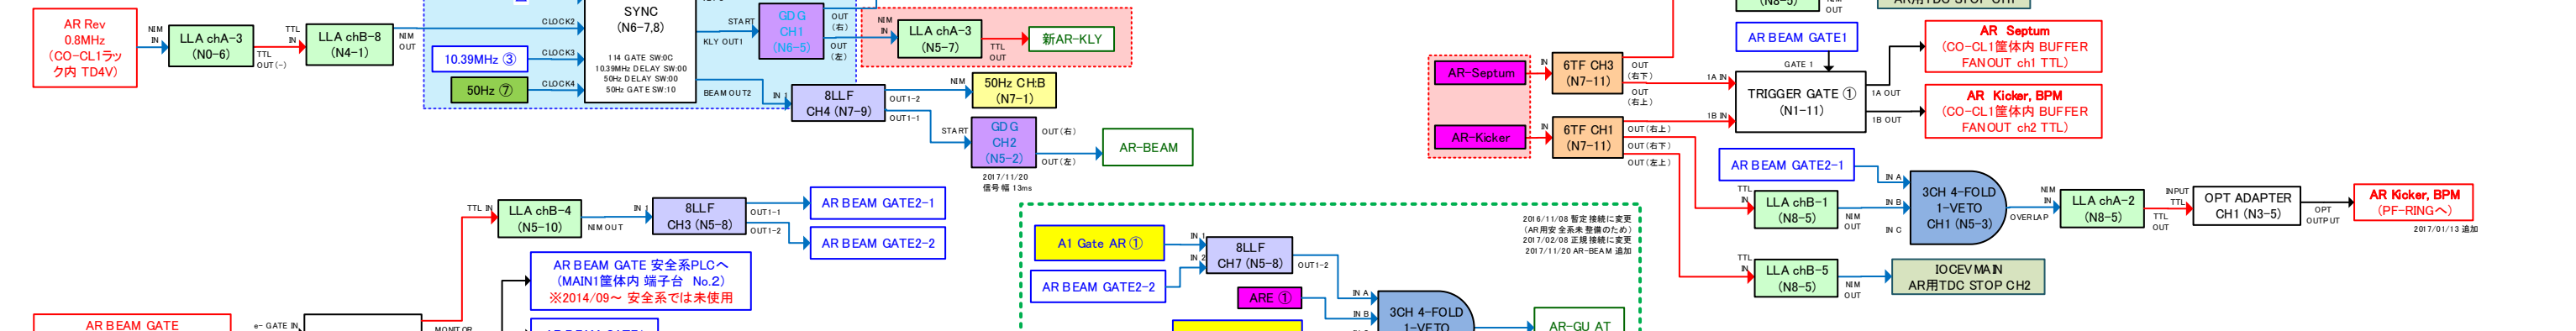 AR Rev
0.8MHz
(CO-CL1ラッ
ク内 TD4V)
NIM
IN
LLA chA-3
(N0-6)
TTL
OUT(-)
TTL
IN
LLA chB-8
(N4-1)
NIM
OUT
CLOCK2
CLOCK3
CLOCK4
10.39MHz ③
50Hz ⑦
SYNC
(N6-7,8)
114 GATE SW:0C
10.39MHz DELAY SW:00
50Hz DELAY SW:00
50Hz GATE SW:10
START
KLY OUT1
BEAM OUT2
GDG
CH1
(N6-5)
OUT
(右)
OUT
(左)
NIM
IN
LLA chA-3
(N5-7)
TTL
OUT
新AR-KLY
IN 1
8LLF
CH4 (N7-9)
NIM
OUT1-2
OUT1-1
50Hz CH:B
(N7-1)
START
GDG
CH2
(N5-2)
OUT(右)
OUT(左)
AR-BEAM
2017/11/20
信号幅 13ms
TTL IN
LLA chB-4
(N5-10)
NIM OUT
IN 1
8LLF
CH3 (N5-8)
OUT1-1
OUT1-2
AR BEAM GATE2-1
AR BEAM GATE2-2
AR BEAM GATE 安全系PLCへ
(MAIN1筐体内 端子台 No.2)
※2014/09～ 安全系では未使用
AR BEAM GATE
e- GATE IN
MONITOR
2016/11/08 暫定接続に変更
(AR用安全系未整備のため)
2017/02/08 正規接続に変更
2017/11/20 AR-BEAM 追加
A1 Gate AR ①
AR BEAM GATE2-2
IN 1
IN 2
8LLF
CH7 (N5-8)
OUT1-2
ARE ①
IN A
IN B
3CH 4-FOLD
1-VETO
AR-GU AT
AR-Septum
AR-Kicker
IN
6TF CH3
(N7-11)
OUT
(右下)
OUT
(右上)
IN
6TF CH1
(N7-11)
OUT(右上)
OUT(右下)
OUT(左上)
(N8-5)
OUT
AR用TDC STOP CH1
AR BEAM GATE1
GATE 1
1A IN
1B IN
TRIGGER GATE ①
(N1-11)
1A OUT
1B OUT
AR Septum
(CO-CL1筐体内 BUFFER
FANOUT ch1 TTL)
AR Kicker, BPM
(CO-CL1筐体内 BUFFER
FANOUT ch2 TTL)
AR BEAM GATE2-1
TTL
IN
LLA chB-1
(N8-5)
NIM
OUT
IN A
IN B
IN C
3CH 4-FOLD
1-VETO
CH1 (N5-3)
OVERLAP
NIM
IN
LLA chA-2
(N8-5)
TTL
OUT
INPUT
TTL
OPT ADAPTER
CH1 (N3-5)
OPT
OUTPUT
AR Kicker, BPM
(PF-RINGへ)
2017/01/13 追加
TTL
IN
LLA chB-5
(N8-5)
NIM
OUT
IOCEVMAIN
AR用TDC STOP CH2